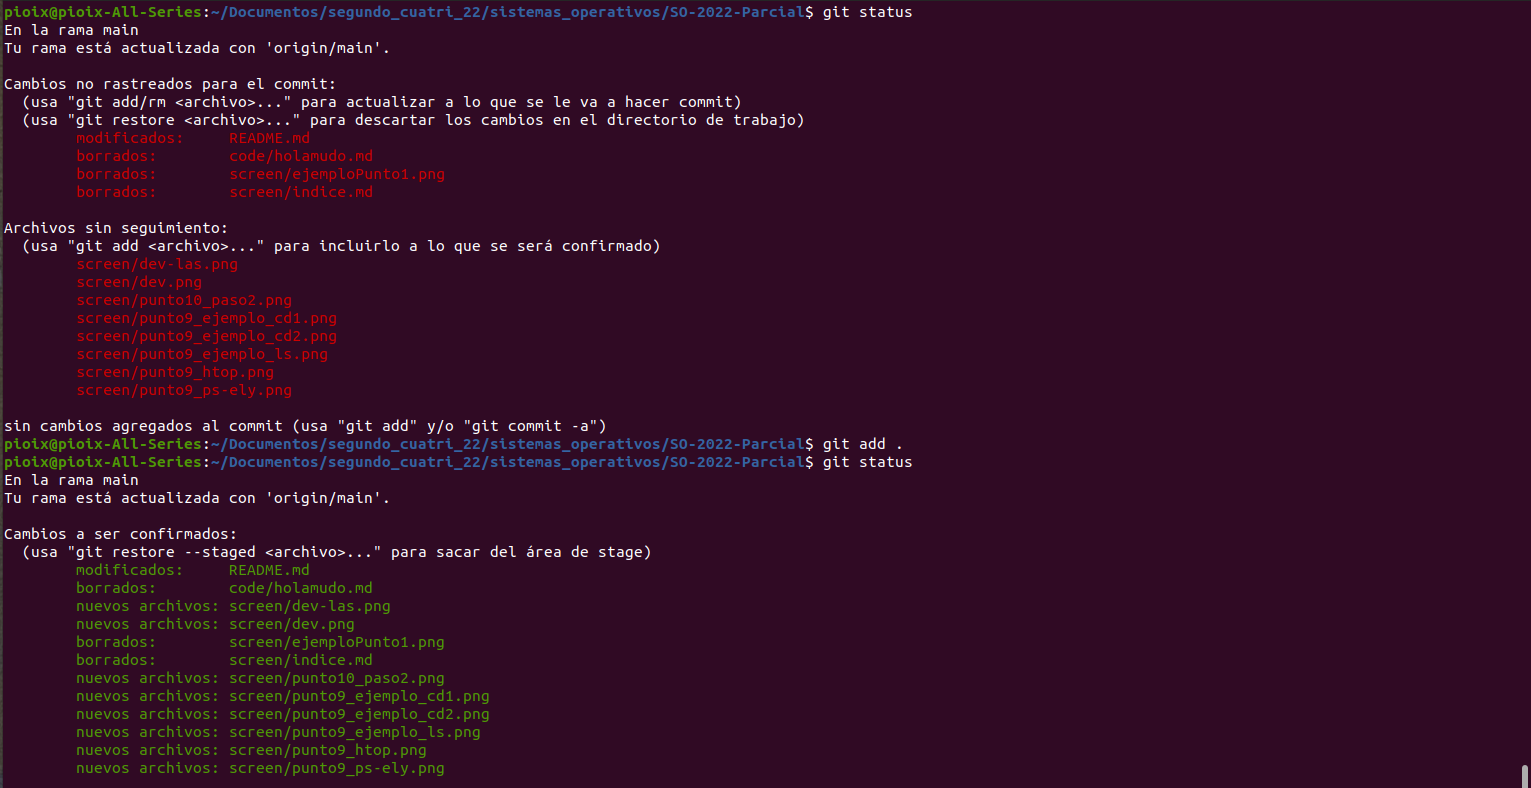 pioix@pioix-All-Series:~/Documentos/segundo_cuatri_22/sistemas_operativos/SO-2022-Parcial$ git status
En la rama main
Tu rama está actualizada con 'origin/main'.

Cambios no rastreados para el commit:
  (usa "git add/rm <archivo>..." para actualizar a lo que se le va a hacer commit)
  (usa "git restore <archivo>..." para descartar los cambios en el directorio de trabajo)
        modificados:     README.md
        borrados:        code/holamudo.md
        borrados:        screen/ejemploPunto1.png
        borrados:        screen/indice.md

Archivos sin seguimiento:
  (usa "git add <archivo>..." para incluirlo a lo que se será confirmado)
        screen/dev-las.png
        screen/dev.png
        screen/punto10_paso2.png
        screen/punto9_ejemplo_cd1.png
        screen/punto9_ejemplo_cd2.png
        screen/punto9_ejemplo_ls.png
        screen/punto9_htop.png
        screen/punto9_ps-ely.png

sin cambios agregados al commit (usa "git add" y/o "git commit -a")
pioix@pioix-All-Series:~/Documentos/segundo_cuatri_22/sistemas_operativos/SO-2022-Parcial$ git add .
pioix@pioix-All-Series:~/Documentos/segundo_cuatri_22/sistemas_operativos/SO-2022-Parcial$ git status
En la rama main
Tu rama está actualizada con 'origin/main'.

Cambios a ser confirmados:
  (usa "git restore --staged <archivo>..." para sacar del área de stage)
        modificados:     README.md
        borrados:        code/holamudo.md
        nuevos archivos: screen/dev-las.png
        nuevos archivos: screen/dev.png
        borrados:        screen/ejemploPunto1.png
        borrados:        screen/indice.md
        nuevos archivos: screen/punto10_paso2.png
        nuevos archivos: screen/punto9_ejemplo_cd1.png
        nuevos archivos: screen/punto9_ejemplo_cd2.png
        nuevos archivos: screen/punto9_ejemplo_ls.png
        nuevos archivos: screen/punto9_htop.png
        nuevos archivos: screen/punto9_ps-ely.png